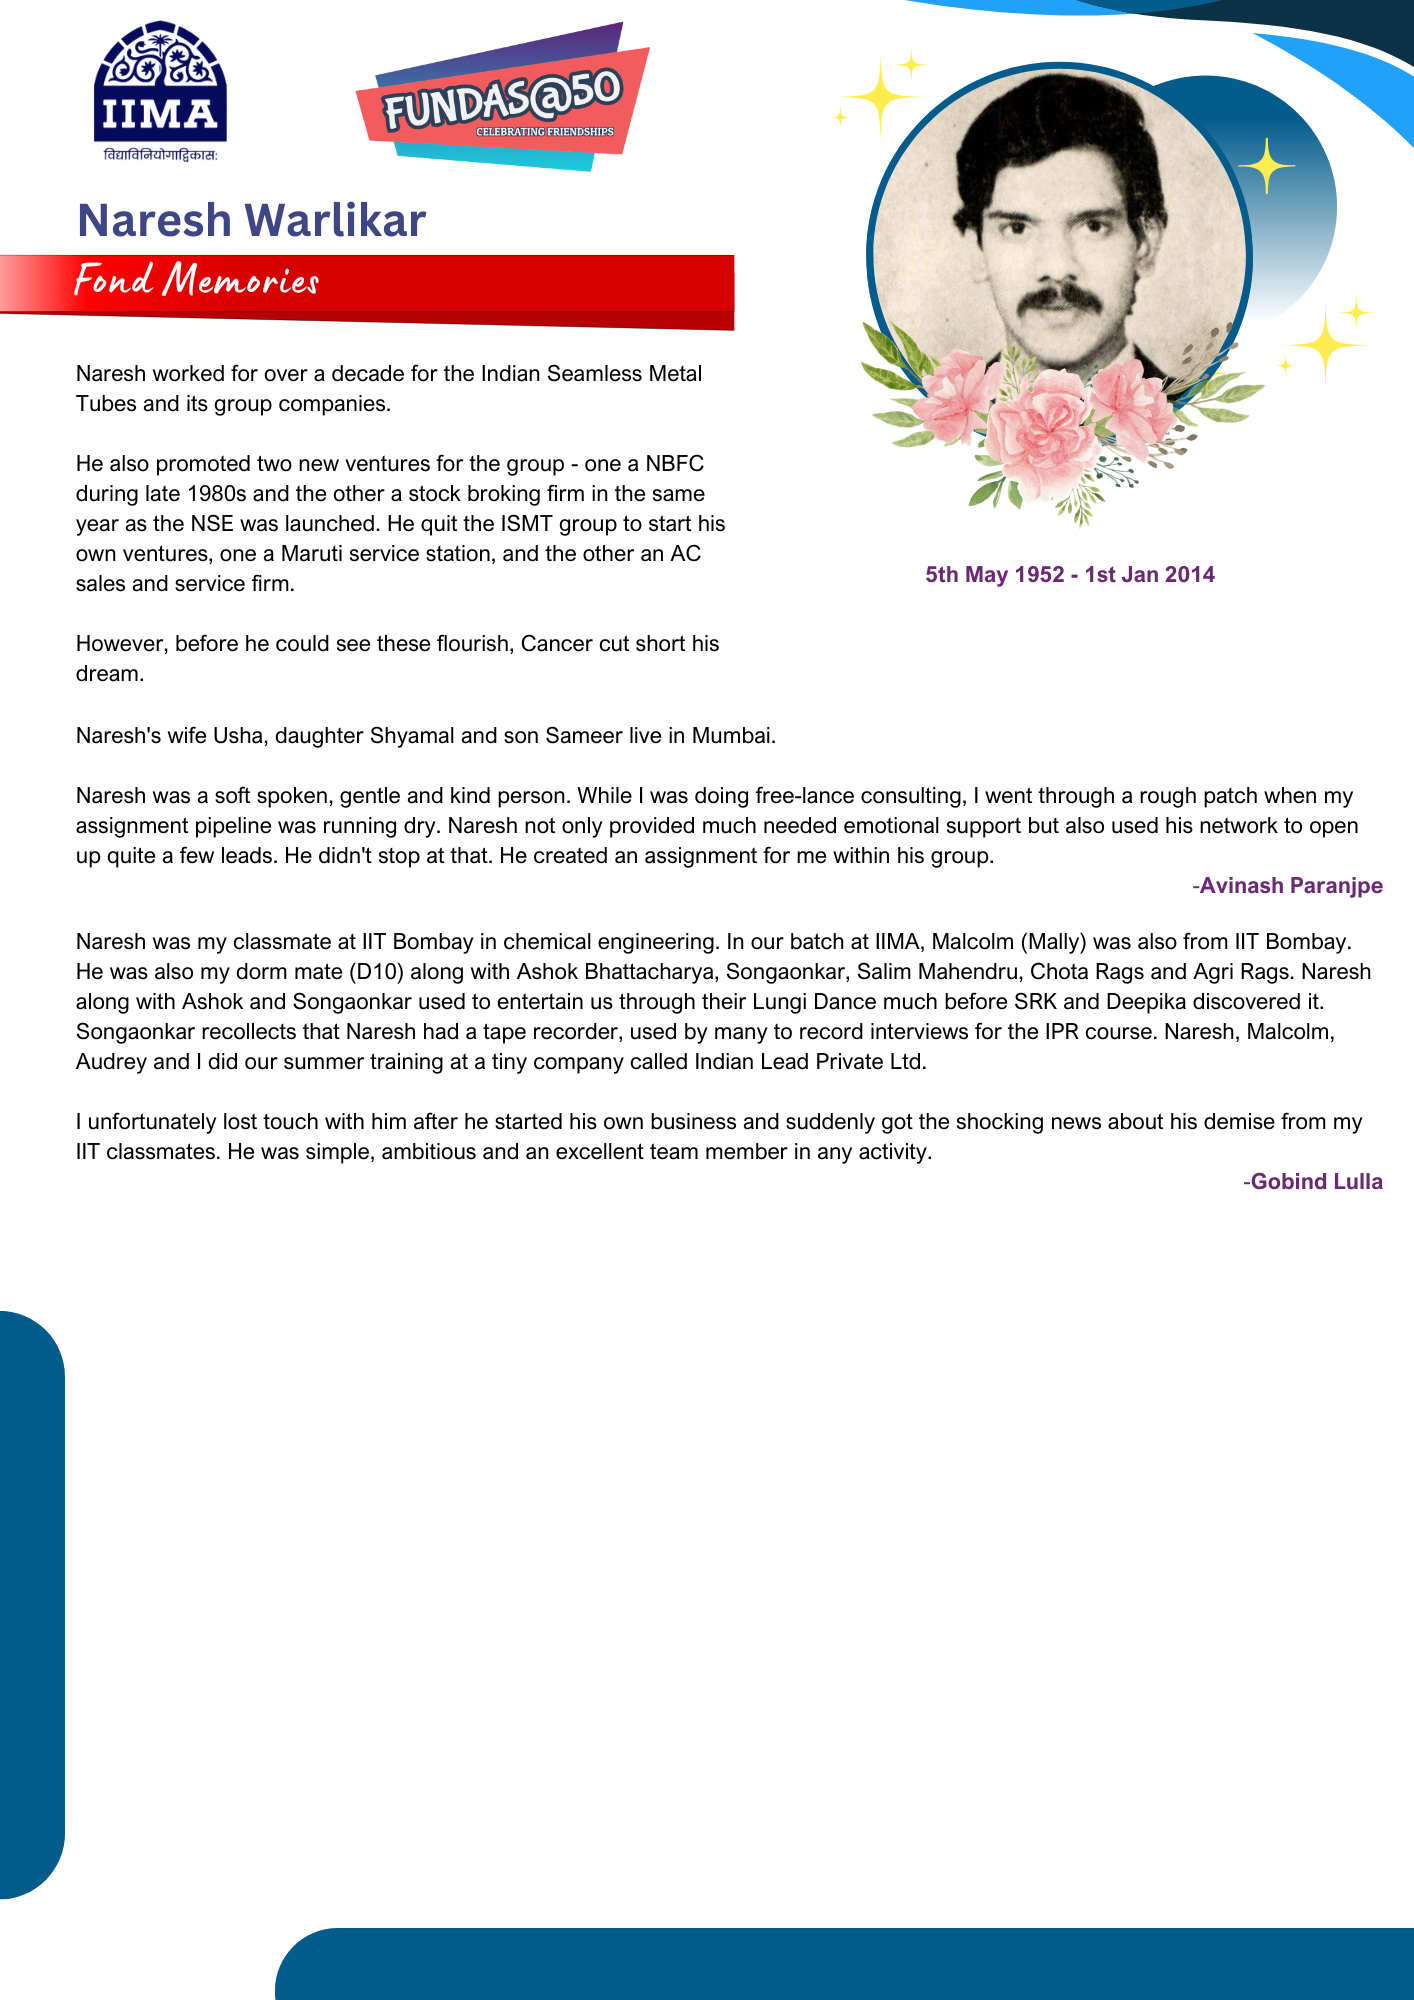 IIMA
विद्याविनियोगाद्विकास:
FUNDAS@50
CELEBRATING FRIENDSHIPS
Naresh Warlikar
Fond Memories
Naresh worked for over a decade for the Indian Seamless Metal
Tubes and its group companies.
He also promoted two new ventures for the group - one a NBFC
during late 1980s and the other a stock broking firm in the same
year as the NSE was launched. He quit the ISMT group to start his
own ventures, one a Maruti service station, and the other an AC
sales and service firm.
However, before he could see these flourish, Cancer cut short his
dream.
5th May 1952 - 1st Jan 2014
Naresh's wife Usha, daughter Shyamal and son Sameer live in Mumbai.
Naresh was a soft spoken, gentle and kind person. While I was doing free-lance consulting, I went through a rough patch when my
assignment pipeline was running dry. Naresh not only provided much needed emotional support but also used his network to open
up quite a few leads. He didn't stop at that. He created an assignment for me within his group.
-Avinash Paranjpe
Naresh was my classmate at IIT Bombay in chemical engineering. In our batch at IIMA, Malcolm (Mally) was also from IIT Bombay.
He was also my dorm mate (D10) along with Ashok Bhattacharya, Songaonkar, Salim Mahendru, Chota Rags and Agri Rags. Naresh
along with Ashok and Songaonkar used to entertain us through their Lungi Dance much before SRK and Deepika discovered it.
Songaonkar recollects that Naresh had a tape recorder, used by many to record interviews for the IPR course. Naresh, Malcolm,
Audrey and I did our summer training at a tiny company called Indian Lead Private Ltd.
I unfortunately lost touch with him after he started his own business and suddenly got the shocking news about his demise from my
IIT classmates. He was simple, ambitious and an excellent team member in any activity.
-Gobind Lulla